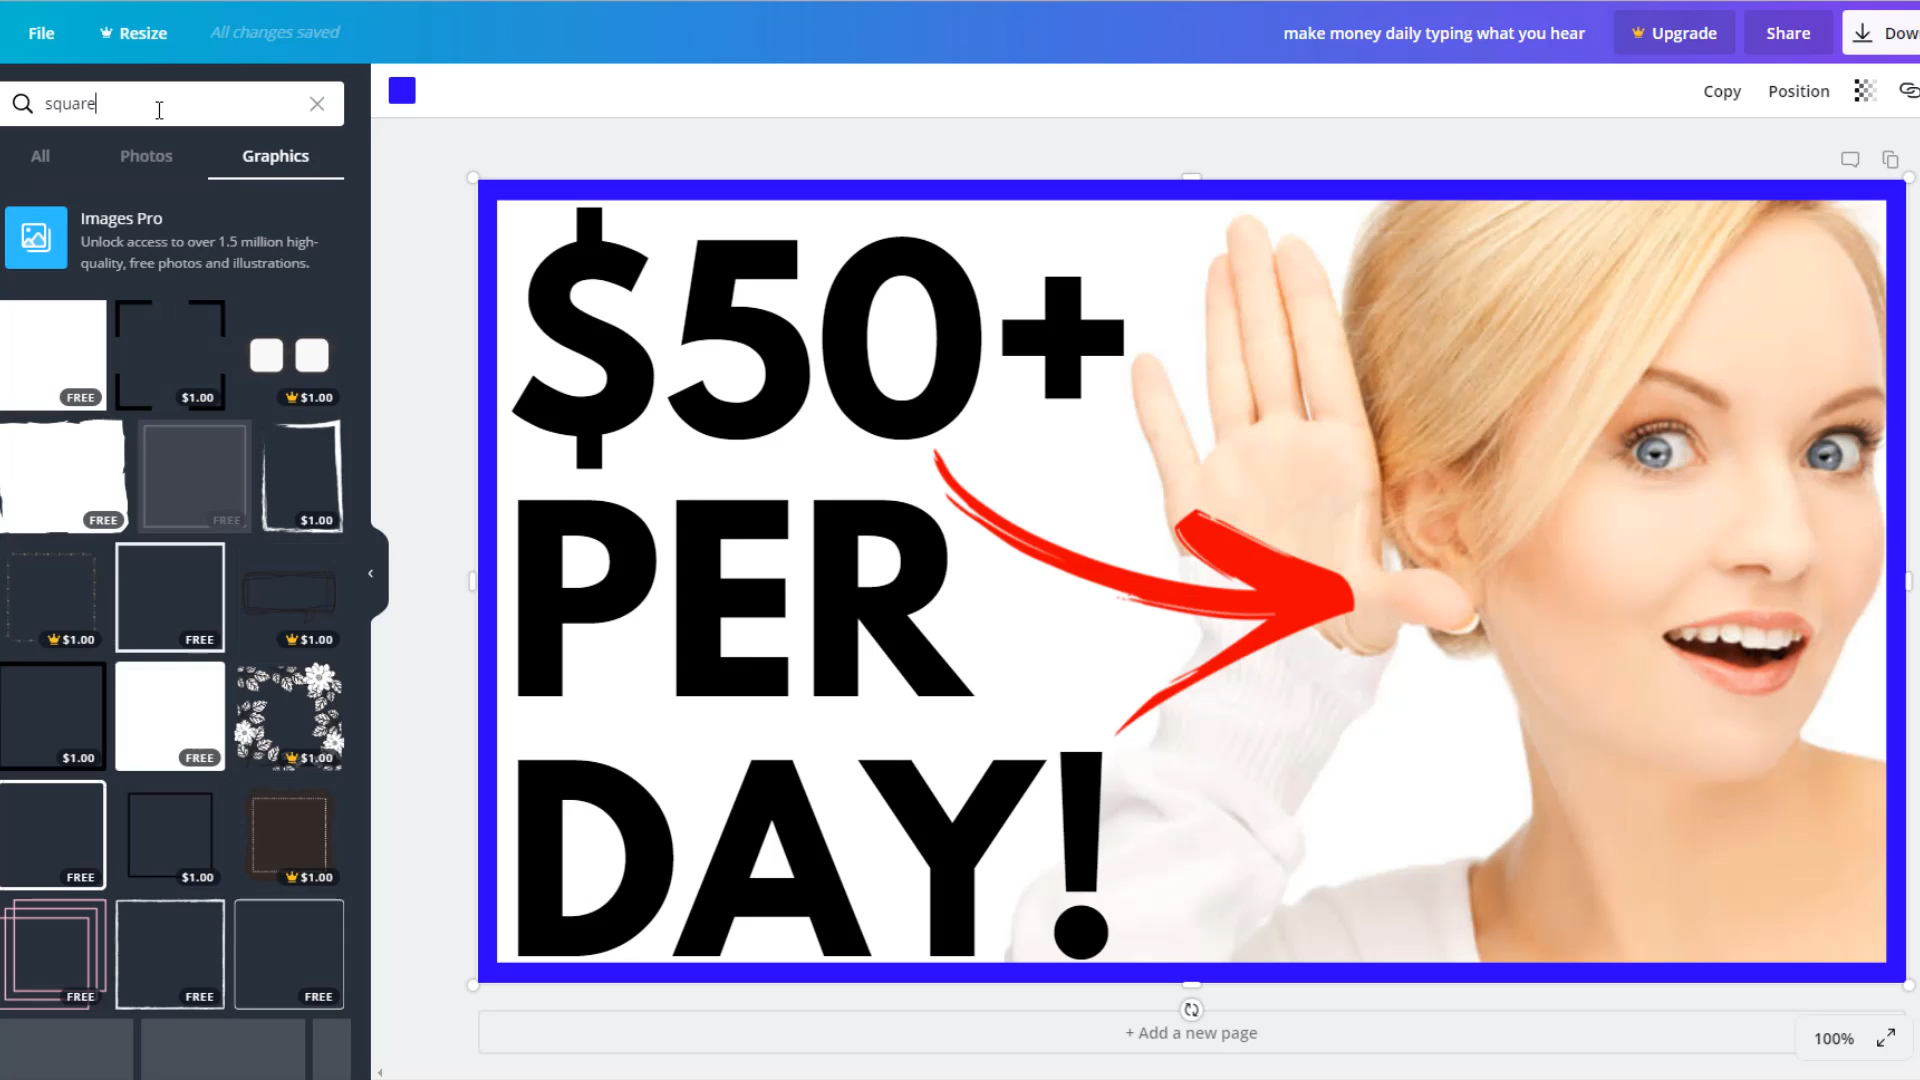 File
Resize
All changes saved
make money daily typing what you hear
Upgrade
Share
Dow
square
Copy
Position
All
Photos
Graphics
Images Pro
Unlock access to over 1.5 million high-
quality, free photos and illustrations.
FREE
$1.00
$1.00
FREE
FREE
$1.00
$1.00
FREE
$1.00
$1.00
FREE
$1.00
FREE
$1.00
$1.00
FREE
FREE
FREE
$50+
PER
DAY!
+ Add a new page
100%